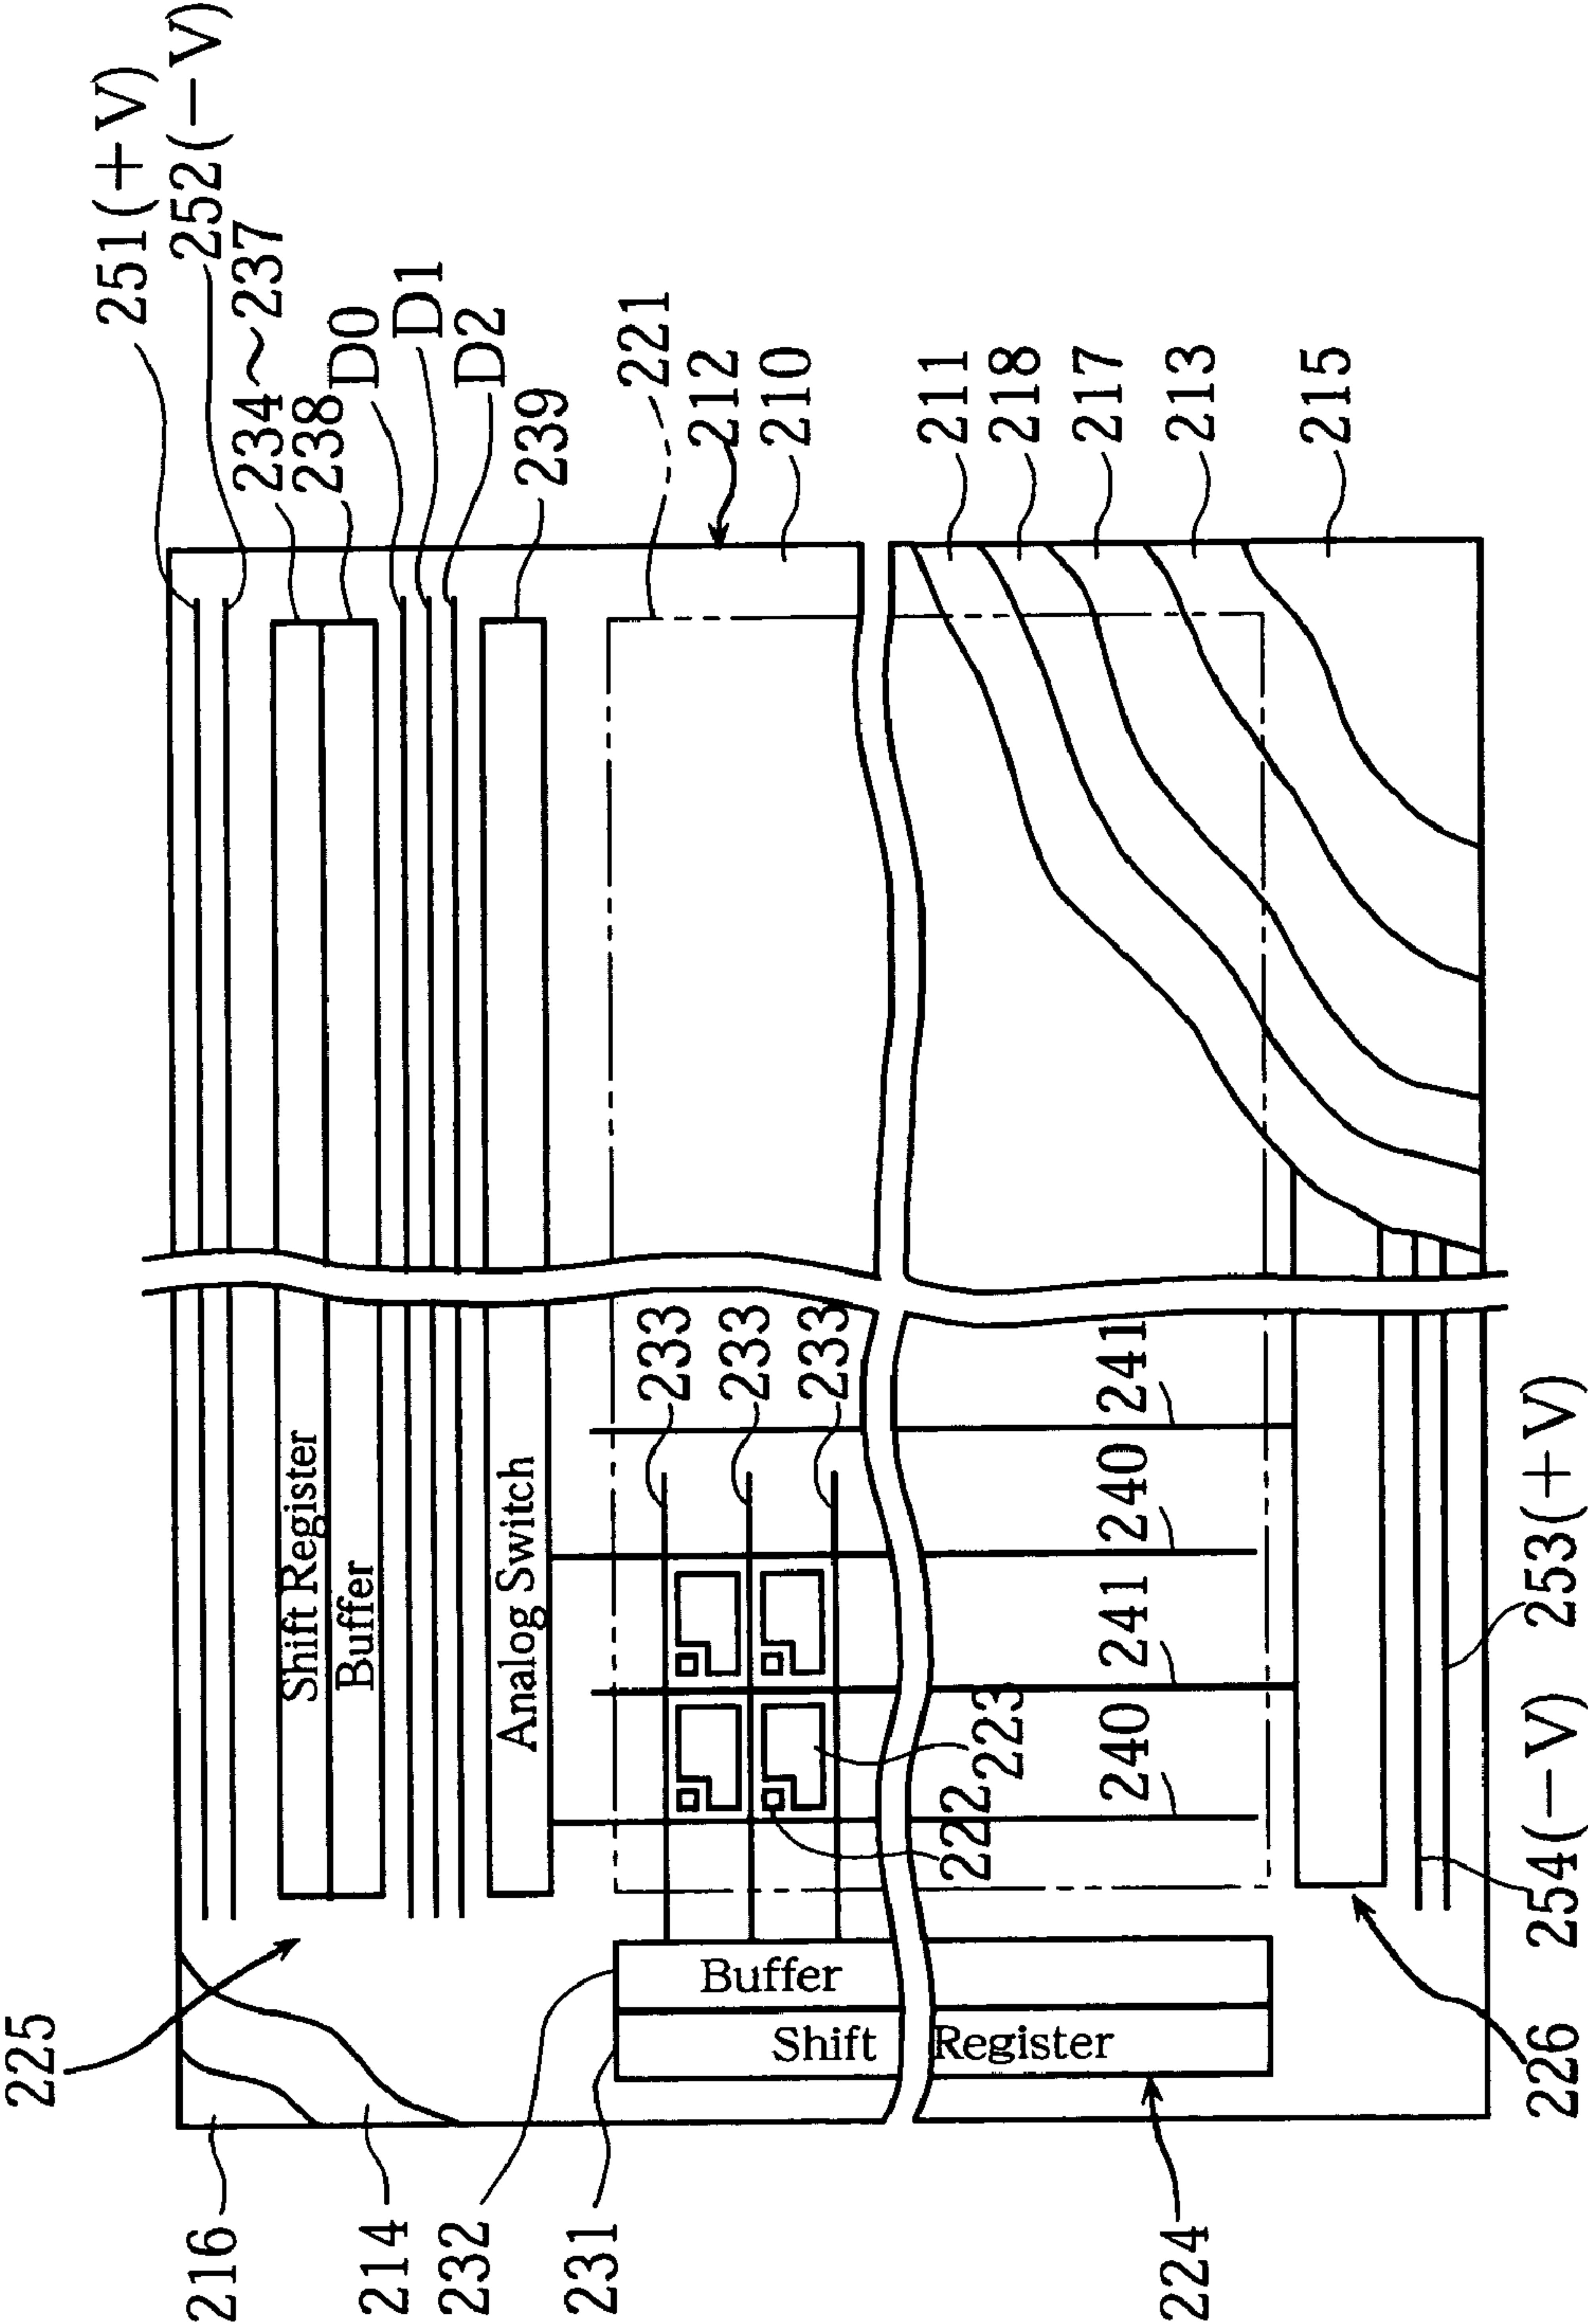 251(+V)
252(-V)
234~237
238
D0
D1
D2
239
221
212
210
211
218
217
213
215
Shift Register
Buffer
Analog Switch
233
233
233
241
240
241
240
223
222
253(+V)
254(-V)
226
225
Buffer
Shift Register
216
214
232
231
224